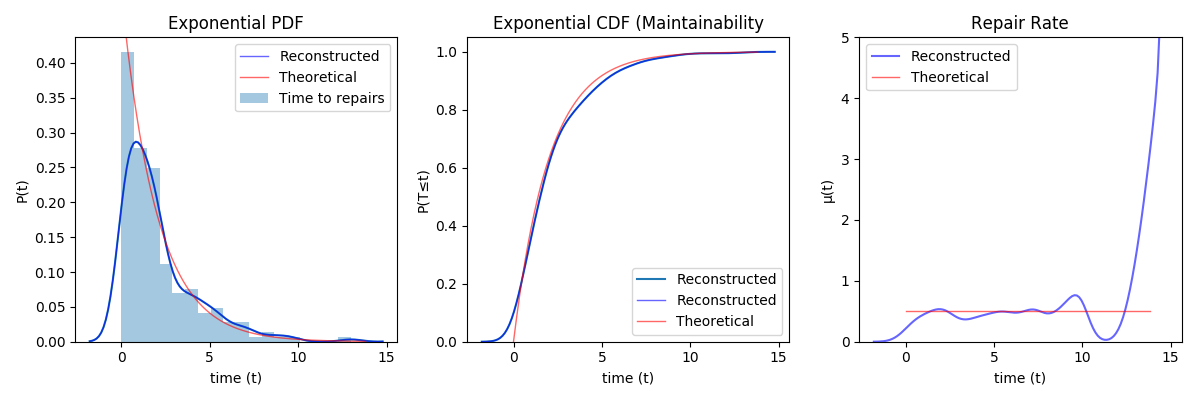 Exponential PDF
P(t)
0.40
0.35
0.30
0.25
0.20
0.15
0.10
0.05
0.00
0 5 10 15
time (t)
Reconstructed
Theoretical
Time to repairs
Exponential CDF (Maintainability
P(T≤t)
1.0
0.8
0.6
0.4
0.2
0.0
0 5 10 15
time (t)
Reconstructed
Reconstructed
Theoretical
Repair Rate
μ(t)
5
4
3
2
1
0
0 5 10 15
time (t)
Reconstructed
Theoretical